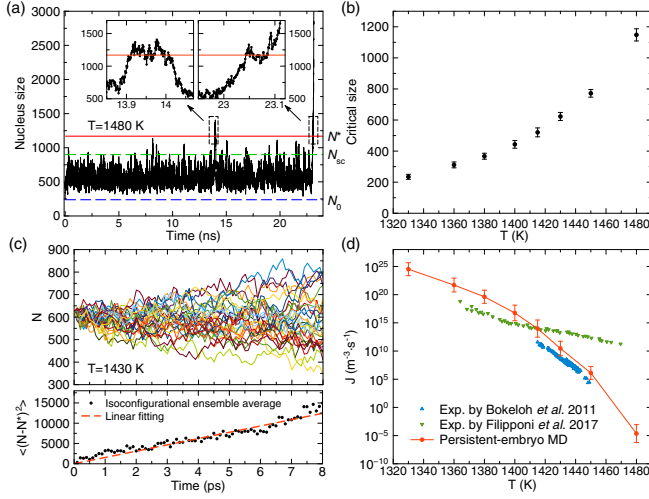 (a)
3000
2500
2000
1500
1000
500
0
Nucleus size
1000
500
13.9
14
1000
500
23
23.1
T=1480 K
N*
Nsc
N0
0
5
10
15
20
Time (ns)
(b)
1400
1200
1000
800
600
400
200
0
Critical size
1320 1340 1360 1380 1400 1420 1440 1460 1480
T (K)
(c)
900
800
700
600
500
400
300
N
T=1430 K
15000
10000
5000
0
<(N-N*)²>
Isoconfigurational ensemble average
Linear fitting
0 1 2 3 4 5 6 7 8
Time (ps)
(d)
10²⁵
10²⁰
10¹⁵
10¹⁰
10⁵
10⁰
10⁻⁵
10⁻¹⁰
J (m⁻³·s⁻¹)
Exp. by Bokeloh et al. 2011
Exp. by Filipponi et al. 2017
Persistent-embryo MD
1320 1340 1360 1380 1400 1420 1440 1460 1480
T (K)